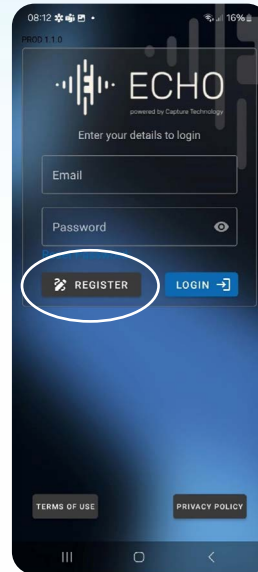 08:12 16%
PROD 1.1.0
ECHO
powered by Capture Technology
Enter your details to login
Email
Password
REGISTER LOGIN
TERMS OF USE PRIVACY POLICY